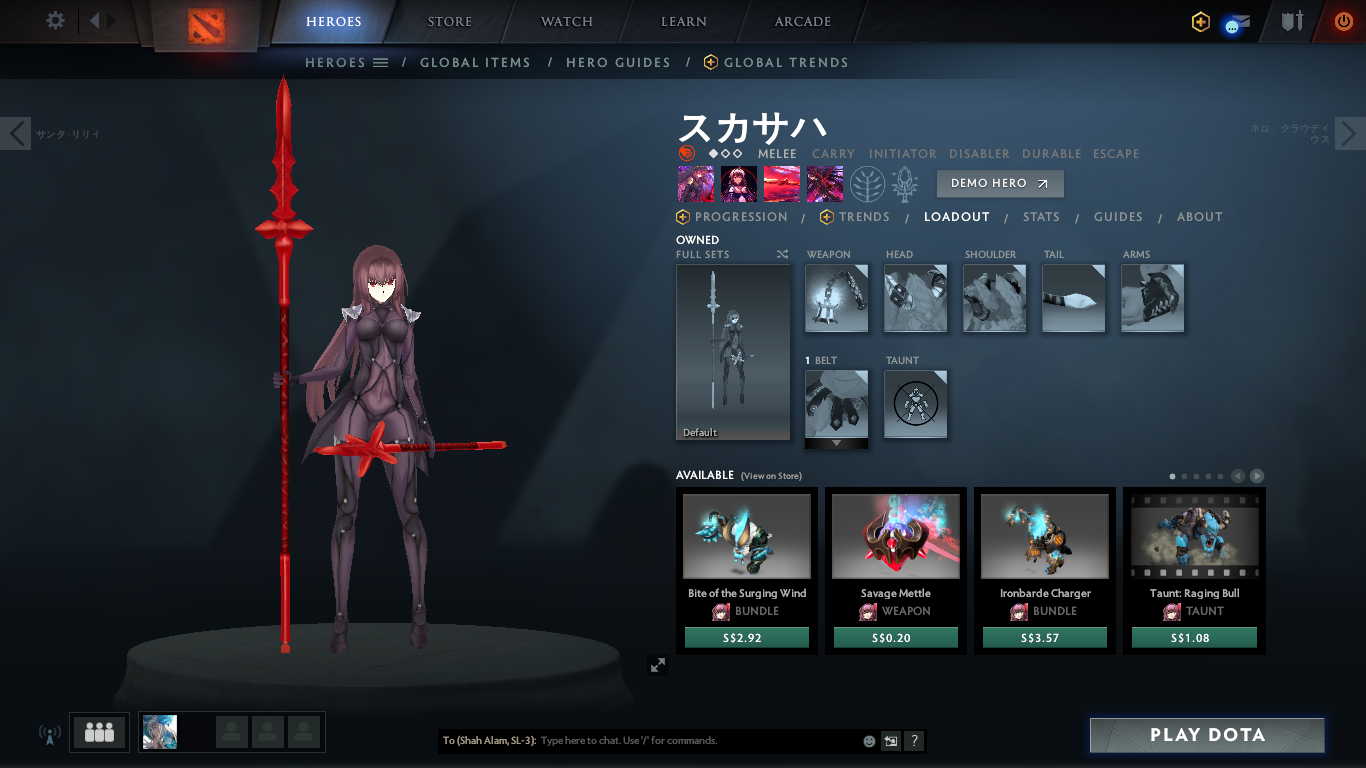 HEROES STORE WATCH LEARN ARCADE
HEROES / GLOBAL ITEMS / HERO GUIDES / GLOBAL TRENDS
サンタ・リリィ
スカサハ
ネロ・クラウディ
ウス
MELEE CARRY INITIATOR DISABLER DURABLE ESCAPE
DEMO HERO
PROGRESSION / TRENDS / LOADOUT / STATS / GUIDES / ABOUT
OWNED
FULL SETS WEAPON HEAD SHOULDER TAIL ARMS
1 BELT TAUNT
Default
AVAILABLE (View on Store)
Bite of the Surging Wind
BUNDLE
S$2.92
Savage Mettle
WEAPON
S$0.20
Ironbarde Charger
BUNDLE
S$3.57
Taunt: Raging Bull
TAUNT
S$1.08
To (Shah Alam, SL-3): Type here to chat. Use '/' for commands.
?
PLAY DOTA